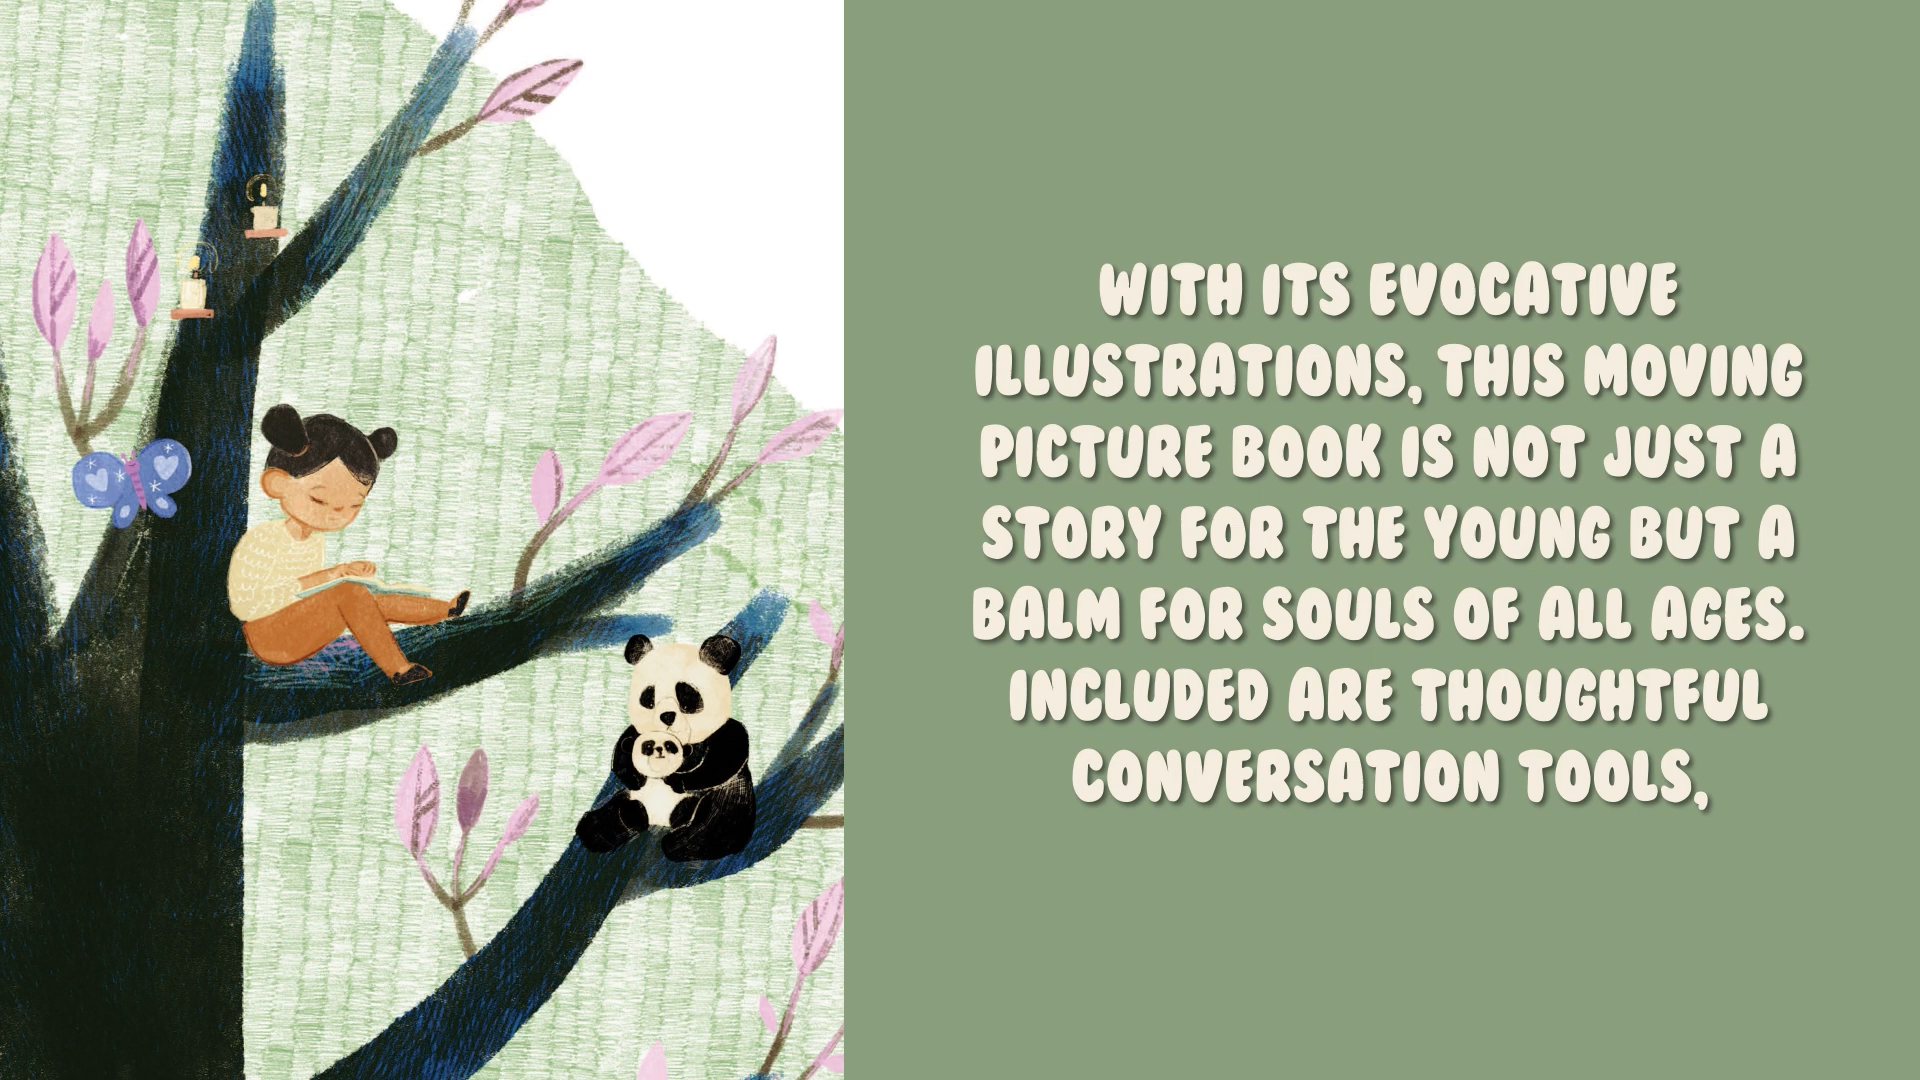 WITH ITS EVOCATIVE
ILLUSTRATIONS, THIS MOVING
PICTURE BOOK IS NOT JUST A
STORY FOR THE YOUNG BUT A
BALM FOR SOULS OF ALL AGES.
INCLUDED ARE THOUGHTFUL
CONVERSATION TOOLS,